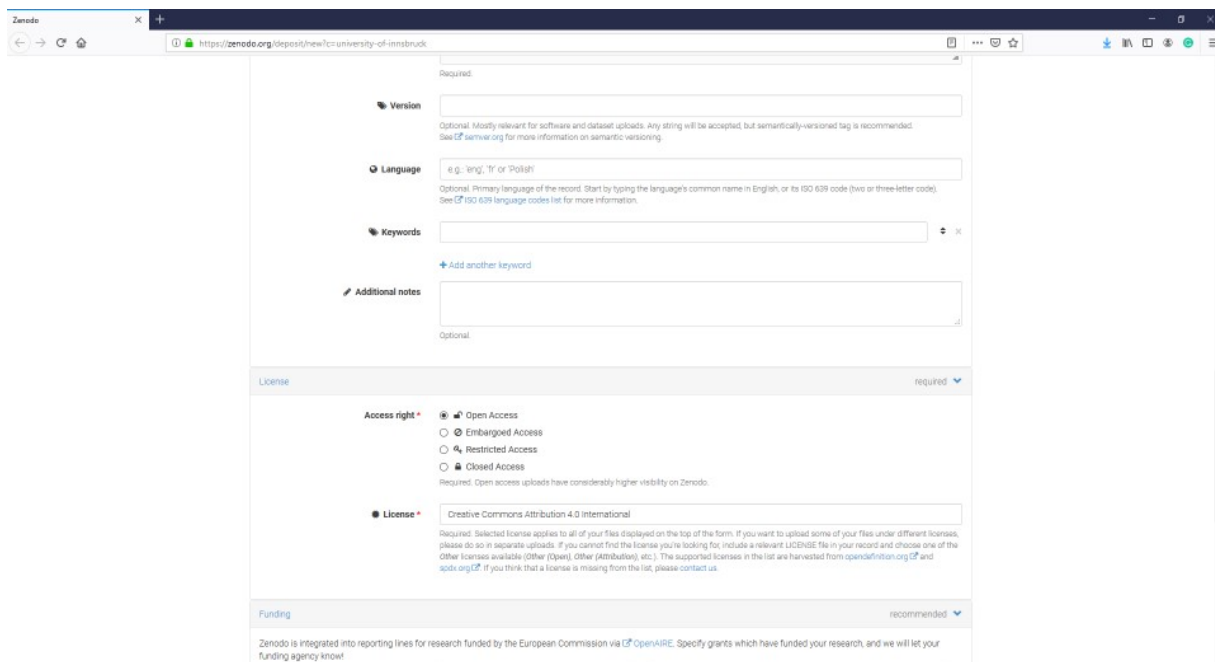 Zenodo
https://zenodo.org/deposit/new?c=university-of-innsbruck
Required.
Version
Optional. Mostly relevant for software and dataset uploads. Any string will be accepted, but semantically-versioned tag is recommended.
See semver.org for more information on semantic versioning.
Language
e.g.: 'eng', 'fr' or 'Polish'
Optional. Primary language of the record. Start by typing the language's common name in English, or its ISO 639 code (two or three-letter code).
See ISO 639 language codes list for more information.
Keywords
Add another keyword
Additional notes
Optional.
License required
Access right * Open Access
Embargoed Access
Restricted Access
Closed Access
Required. Open access uploads have considerably higher visibility on Zenodo.
License * Creative Commons Attribution 4.0 International
Required. Selected license applies to all of your files displayed on the top of the form. If you want to upload some of your files under different licenses,
please do so in separate uploads. If you cannot find the license you're looking for, include a relevant LICENSE file in your record and choose one of the
Other licenses available (Other (Open), Other (Attribution), etc.). The supported licenses in the list are harvested from opendefinition.org and
spdx.org. If you think that a license is missing from the list, please contact us.
Funding recommended
Zenodo is integrated into reporting lines for research funded by the European Commission via OpenAIRE. Specify grants which have funded your research, and we will let your
funding agency know!